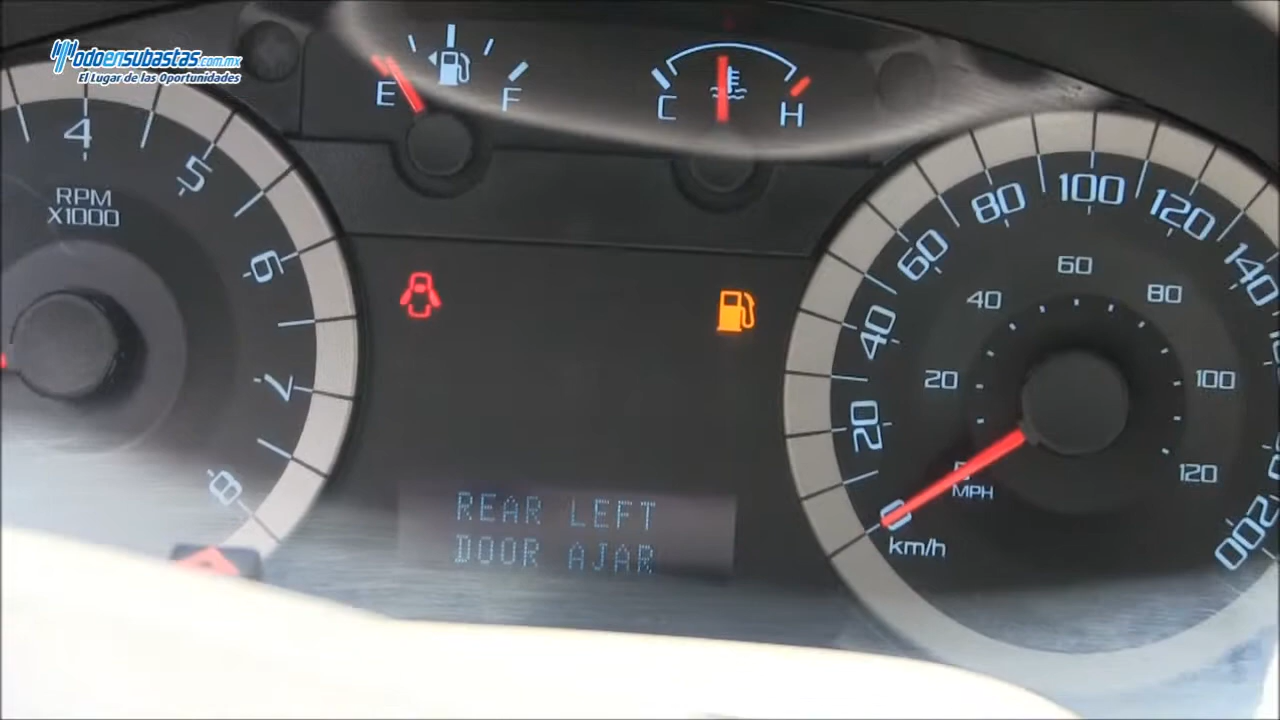 todoensubastas.com.mx
El Lugar de las Oportunidades
E
F
C
H
4
5
6
7
8
RPM
X1000
20
40
60
80
100
120
140
200
20
40
60
80
100
120
MPH
0
km/h
REAR LEFT
DOOR AJAR